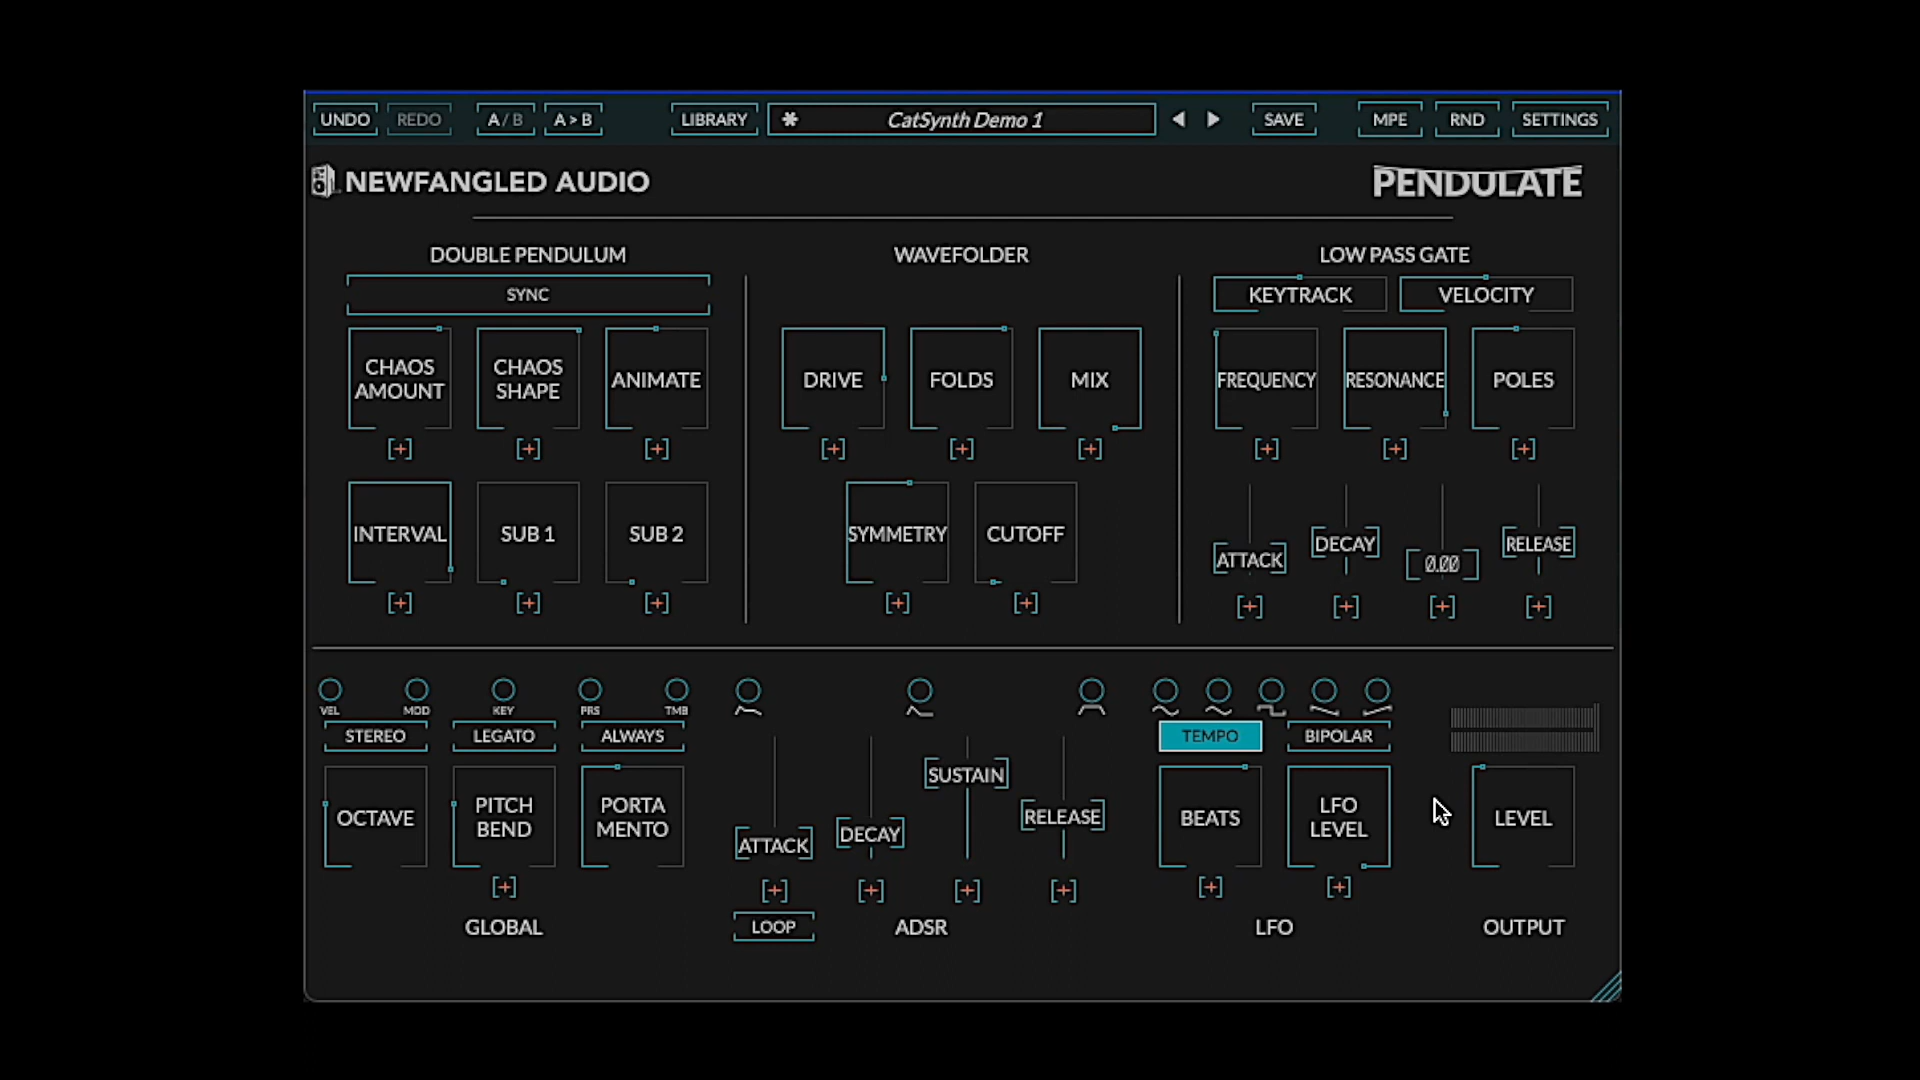 UNDO REDO A / B A > B LIBRARY * CatSynth Demo 1 SAVE MPE RND SETTINGS
NEWFANGLED AUDIO PENDULATE
DOUBLE PENDULUM WAVEFOLDER LOW PASS GATE
SYNC KEYTRACK VELOCITY
CHAOS AMOUNT CHAOS SHAPE ANIMATE DRIVE FOLDS MIX FREQUENCY RESONANCE POLES
[+] [+] [+] [+] [+] [+] [+] [+] [+]
INTERVAL SUB 1 SUB 2 SYMMETRY CUTOFF ATTACK DECAY 0.00 RELEASE
[+] [+] [+] [+] [+] [+] [+] [+] [+]
VEL MOD KEY PRS TMB
STEREO LEGATO ALWAYS TEMPO BIPOLAR
OCTAVE PITCH BEND PORTA MENTO ATTACK DECAY SUSTAIN RELEASE BEATS LFO LEVEL LEVEL
[+] [+] [+] [+] [+] [+] [+]
GLOBAL LOOP ADSR LFO OUTPUT